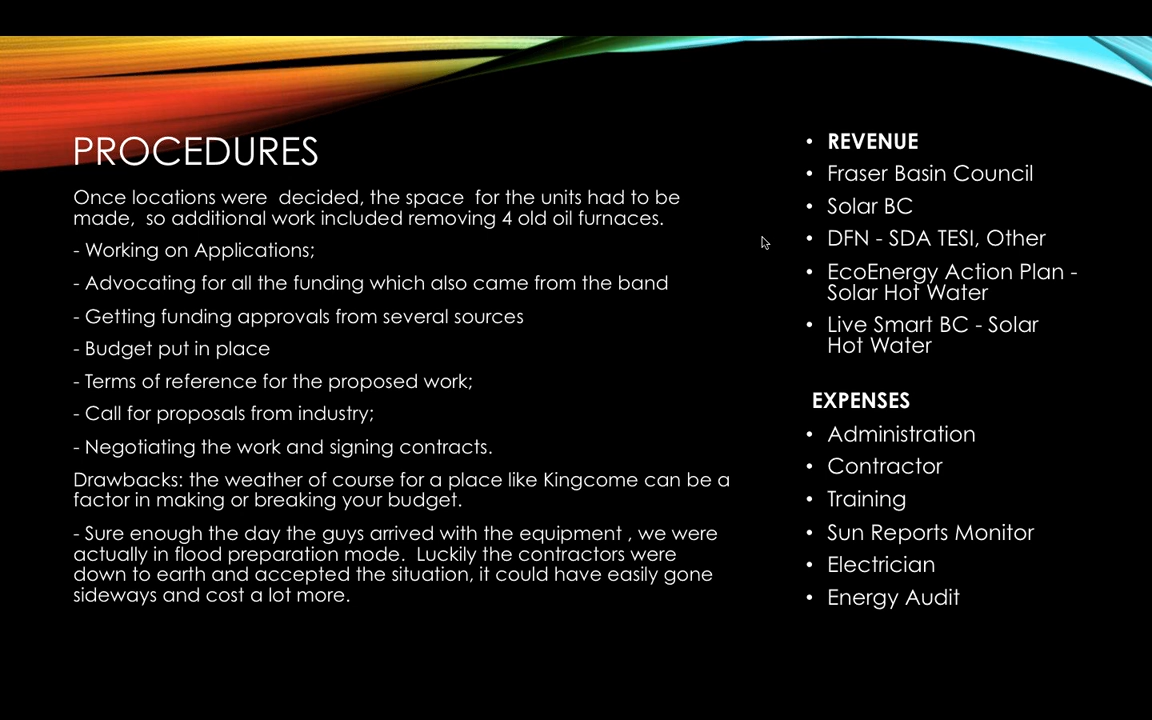 PROCEDURES
Once locations were  decided, the space  for the units had to be
made,  so additional work included removing 4 old oil furnaces.
- Working on Applications;
- Advocating for all the funding which also came from the band
- Getting funding approvals from several sources
- Budget put in place
- Terms of reference for the proposed work;
- Call for proposals from industry;
- Negotiating the work and signing contracts.
Drawbacks: the weather of course for a place like Kingcome can be a
factor in making or breaking your budget.
- Sure enough the day the guys arrived with the equipment , we were
actually in flood preparation mode.  Luckily the contractors were
down to earth and accepted the situation, it could have easily gone
sideways and cost a lot more.
• REVENUE
• Fraser Basin Council
• Solar BC
• DFN - SDA TESI, Other
• EcoEnergy Action Plan -
Solar Hot Water
• Live Smart BC - Solar
Hot Water
EXPENSES
• Administration
• Contractor
• Training
• Sun Reports Monitor
• Electrician
• Energy Audit